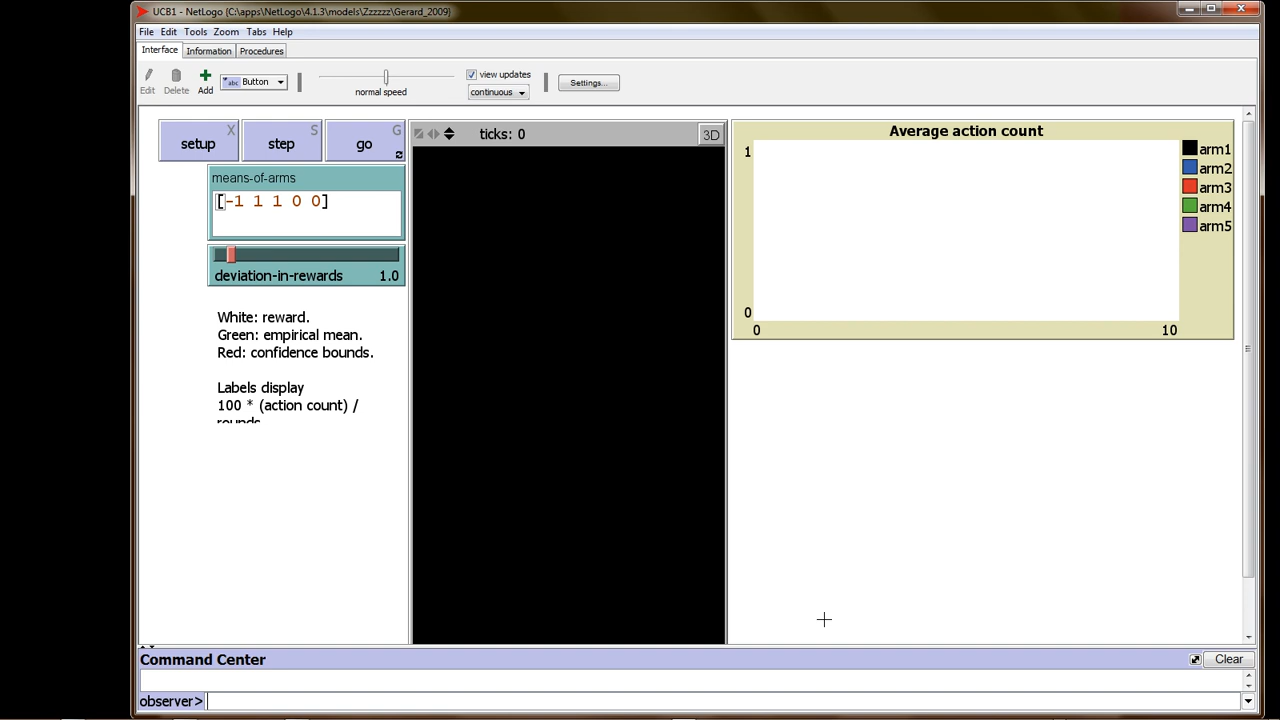 UCB1 - NetLogo {C:\apps\NetLogo\4.1.3\models\Zzzzzz\Gerard_2009}
File Edit Tools Zoom Tabs Help
Interface Information Procedures
Edit Delete Add abc Button normal speed view updates continuous Settings...
setup X step S go G
ticks: 0 3D
means-of-arms
[-1 1 1 0 0]
deviation-in-rewards 1.0
White: reward.
Green: empirical mean.
Red: confidence bounds.
Labels display
100 * (action count) /
rounds
Average action count
1
0
0 10
arm1
arm2
arm3
arm4
arm5
Command Center Clear
observer>